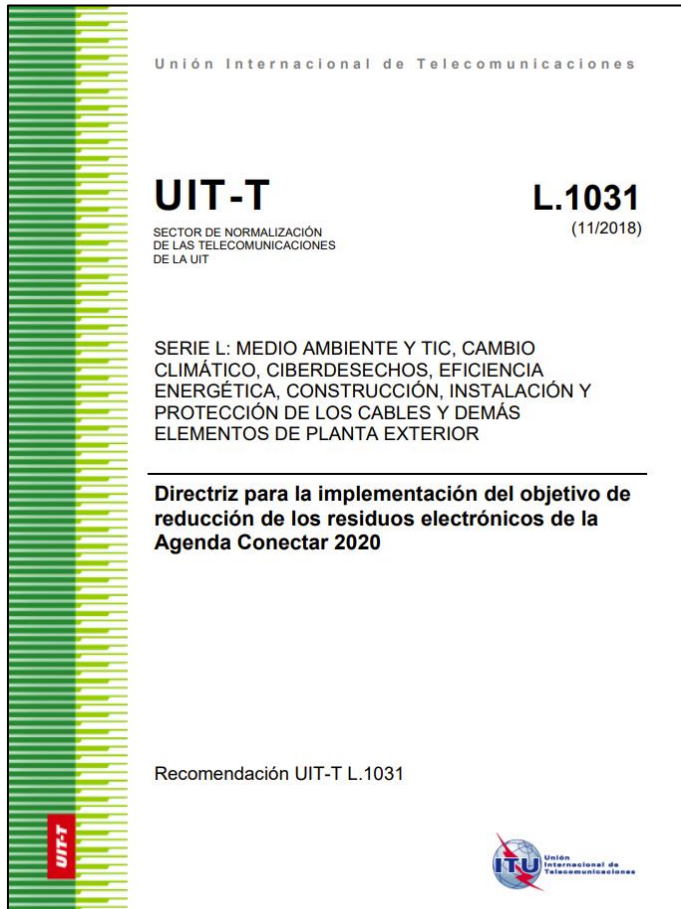 Unión Internacional de Telecomunicaciones
UIT-T
L.1031
SECTOR DE NORMALIZACIÓN
DE LAS TELECOMUNICACIONES
DE LA UIT
(11/2018)
SERIE L: MEDIO AMBIENTE Y TIC, CAMBIO
CLIMÁTICO, CIBERDESECHOS, EFICIENCIA
ENERGÉTICA, CONSTRUCCIÓN, INSTALACIÓN Y
PROTECCIÓN DE LOS CABLES Y DEMÁS
ELEMENTOS DE PLANTA EXTERIOR
Directriz para la implementación del objetivo de
reducción de los residuos electrónicos de la
Agenda Conectar 2020
Recomendación UIT-T L.1031
UIT-T
ITU
Unión
Internacional de
Telecomunicaciones